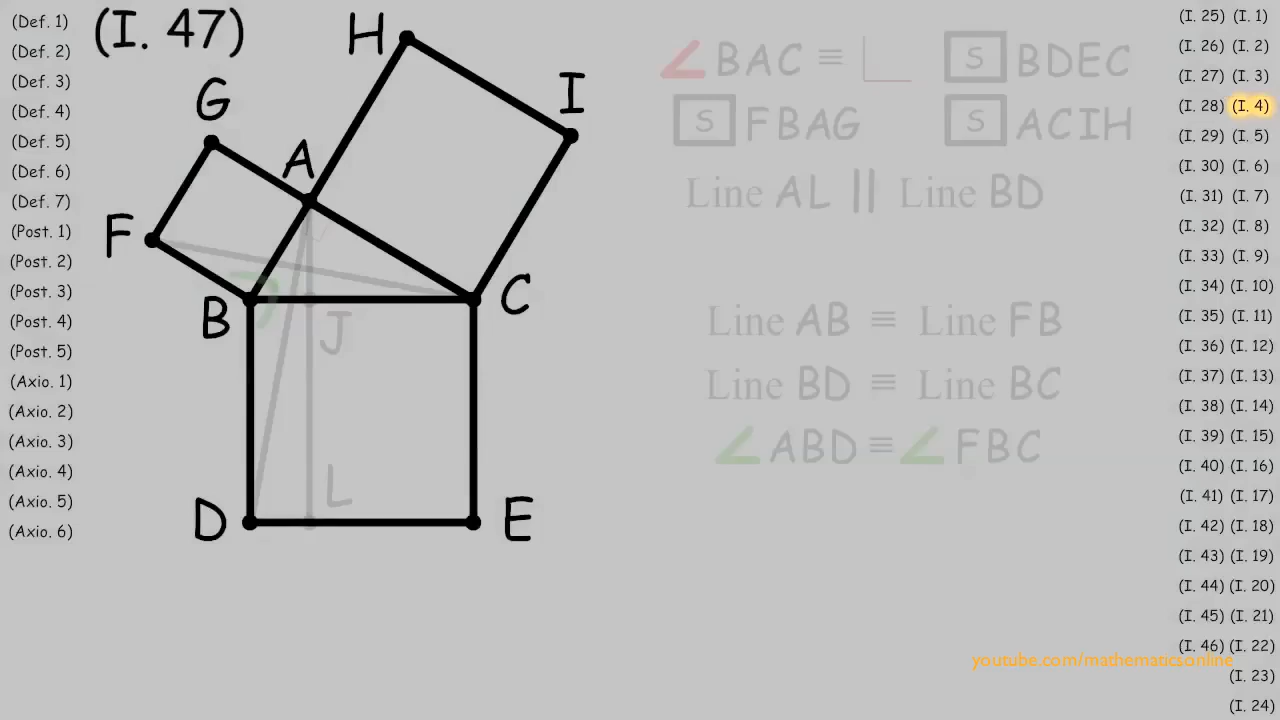 (I. 47)
(Def. 1)
(Def. 2)
(Def. 3)
(Def. 4)
(Def. 5)
(Def. 6)
(Def. 7)
(Post. 1)
(Post. 2)
(Post. 3)
(Post. 4)
(Post. 5)
(Axio. 1)
(Axio. 2)
(Axio. 3)
(Axio. 4)
(Axio. 5)
(Axio. 6)
H
I
G
A
F
B
C
J
L
D
E
∠BAC ≡ ∟ S BDEC
S FBAG S ACIH
Line AL || Line BD
Line AB ≡ Line FB
Line BD ≡ Line BC
∠ABD ≡ ∠FBC
(I. 25) (I. 1)
(I. 26) (I. 2)
(I. 27) (I. 3)
(I. 28) (I. 4)
(I. 29) (I. 5)
(I. 30) (I. 6)
(I. 31) (I. 7)
(I. 32) (I. 8)
(I. 33) (I. 9)
(I. 34) (I. 10)
(I. 35) (I. 11)
(I. 36) (I. 12)
(I. 37) (I. 13)
(I. 38) (I. 14)
(I. 39) (I. 15)
(I. 40) (I. 16)
(I. 41) (I. 17)
(I. 42) (I. 18)
(I. 43) (I. 19)
(I. 44) (I. 20)
(I. 45) (I. 21)
(I. 46) (I. 22)
(I. 23)
(I. 24)
youtube.com/mathematicsonline